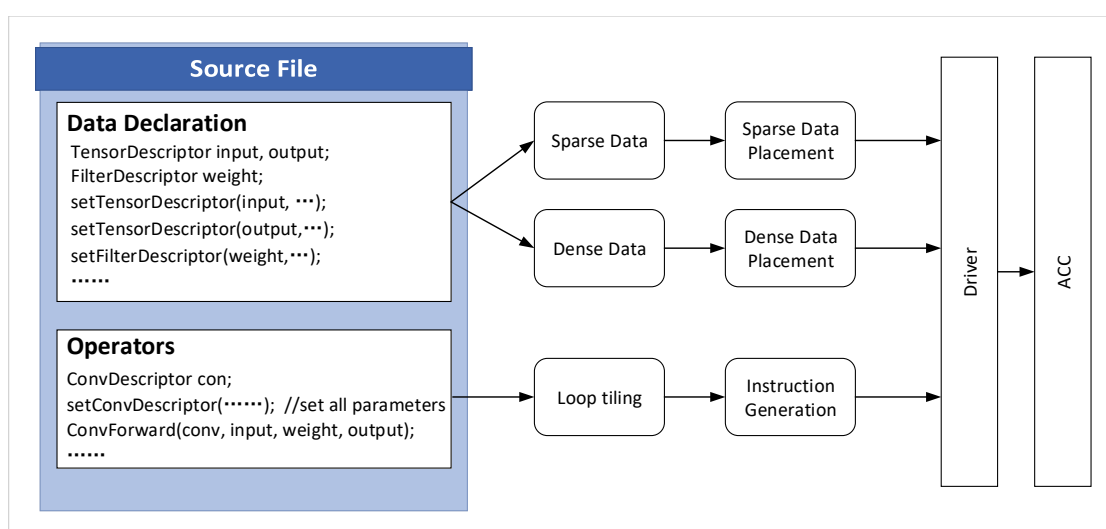 Source File
Data Declaration
TensorDescriptor input, output;
FilterDescriptor weight;
setTensorDescriptor(input, ⋯);
setTensorDescriptor(output,⋯);
setFilterDescriptor(weight,⋯);
⋯⋯
Operators
ConvDescriptor con;
setConvDescriptor(⋯⋯); //set all parameters
ConvForward(conv, input, weight, output);
⋯⋯
Sparse Data
Sparse Data
Placement
Dense Data
Dense Data
Placement
Loop tiling
Instruction
Generation
Driver
ACC